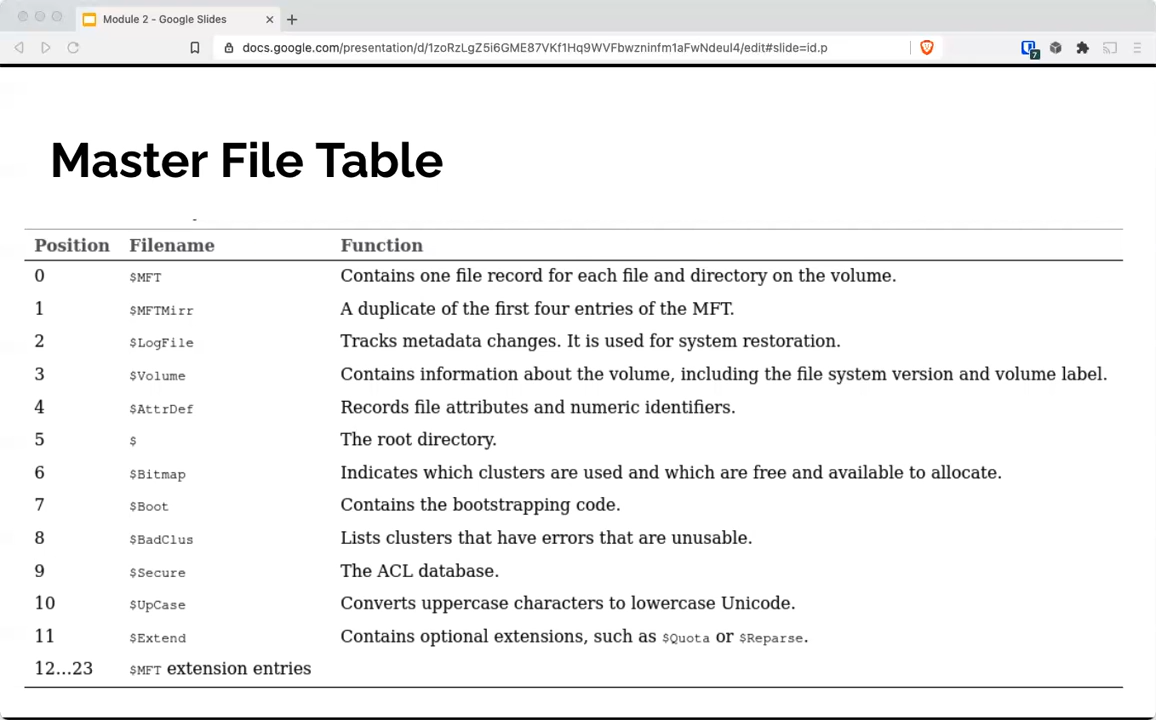 Module 2 - Google Slides
docs.google.com/presentation/d/1zoRzLgZ5i6GME87VKf1Hq9WVFbwzninfm1aFwNdeuI4/edit#slide=id.p
7
Master File Table
Position Filename Function
0 $MFT Contains one file record for each file and directory on the volume.
1 $MFTMirr A duplicate of the first four entries of the MFT.
2 $LogFile Tracks metadata changes. It is used for system restoration.
3 $Volume Contains information about the volume, including the file system version and volume label.
4 $AttrDef Records file attributes and numeric identifiers.
5 $ The root directory.
6 $Bitmap Indicates which clusters are used and which are free and available to allocate.
7 $Boot Contains the bootstrapping code.
8 $BadClus Lists clusters that have errors that are unusable.
9 $Secure The ACL database.
10 $UpCase Converts uppercase characters to lowercase Unicode.
11 $Extend Contains optional extensions, such as $Quota or $Reparse.
12...23 $MFT extension entries